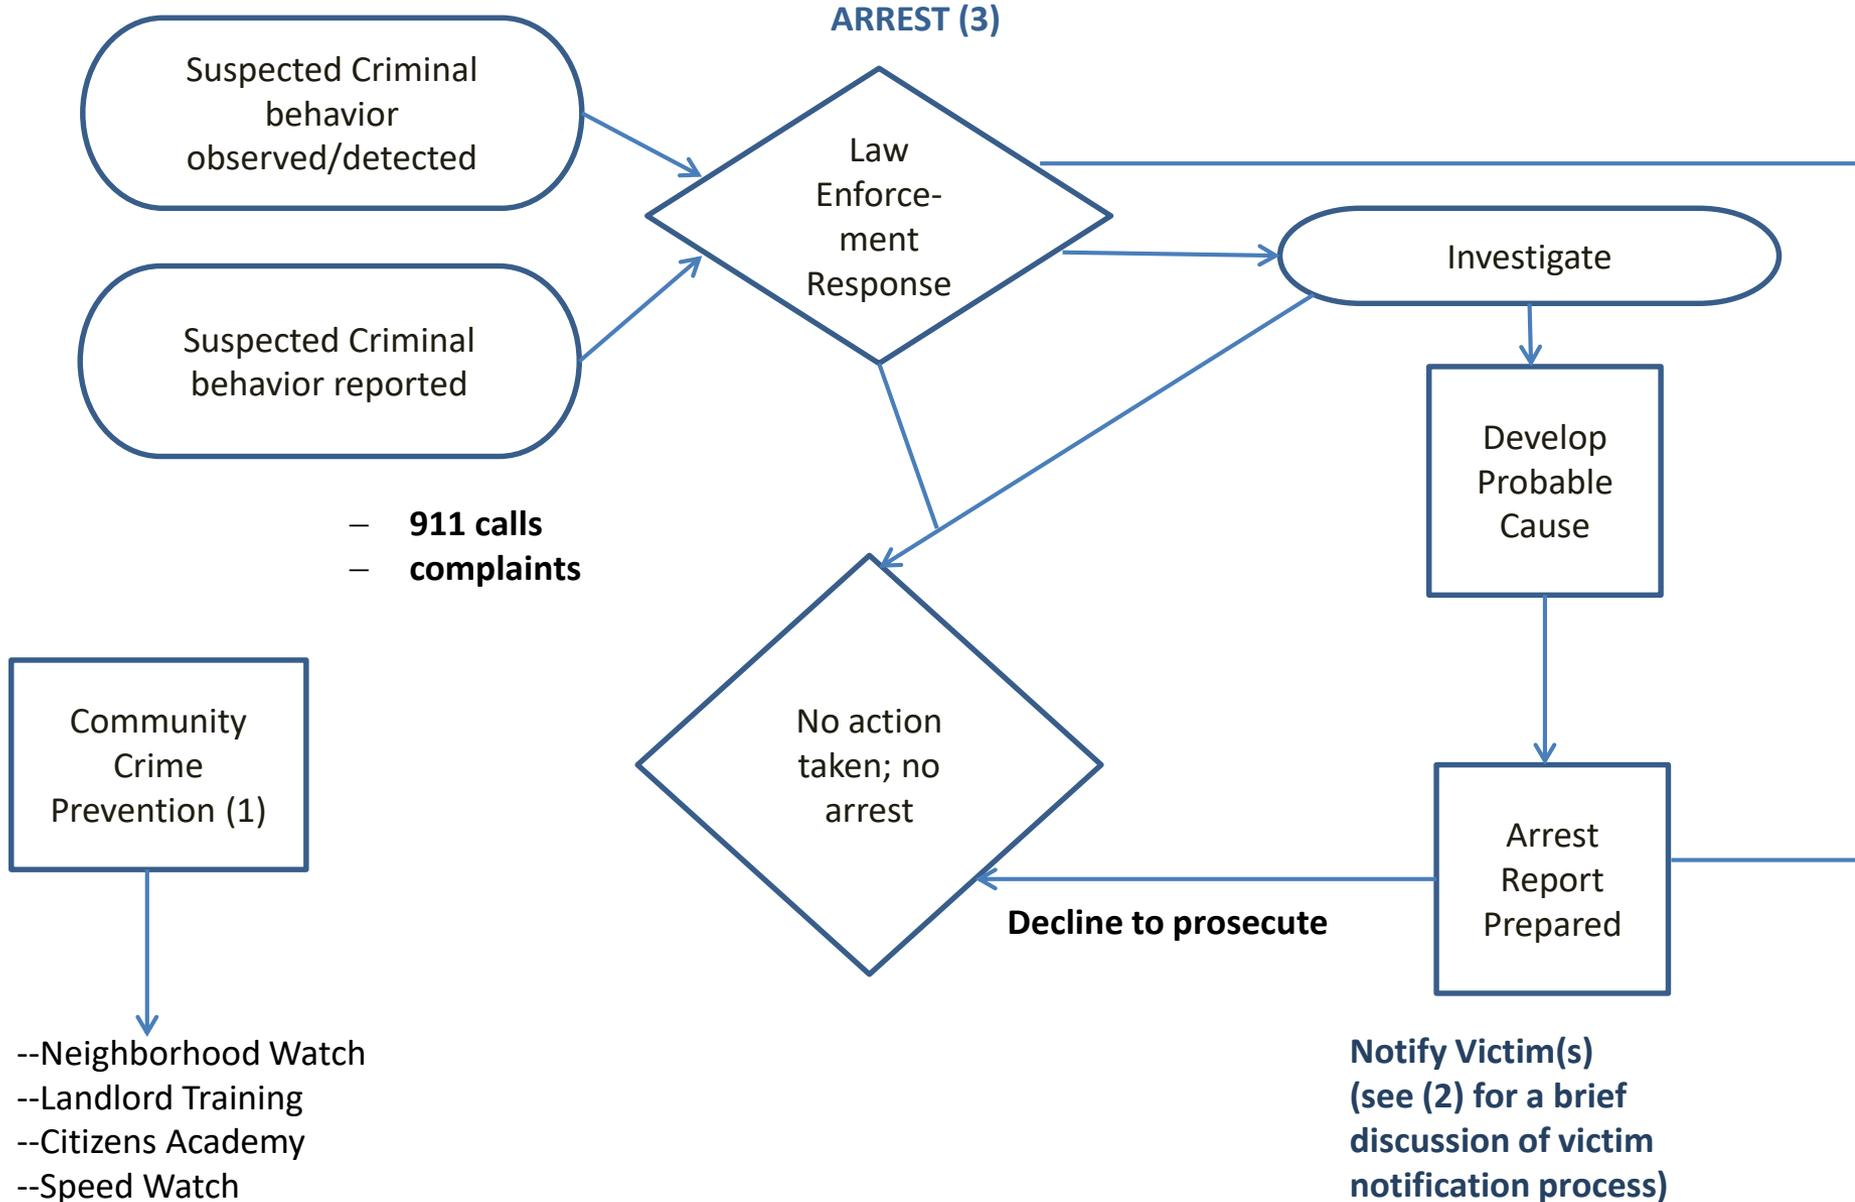 ARREST (3)
Suspected Criminal
behavior
observed/detected
Law
Enforce-
ment
Response
Investigate
Suspected Criminal
behavior reported
Develop
Probable
Cause
– 911 calls
– complaints
Community
Crime
Prevention (1)
No action
taken; no
arrest
Arrest
Report
Prepared
Decline to prosecute
--Neighborhood Watch
--Landlord Training
--Citizens Academy
--Speed Watch
Notify Victim(s)
(see (2) for a brief
discussion of victim
notification process)